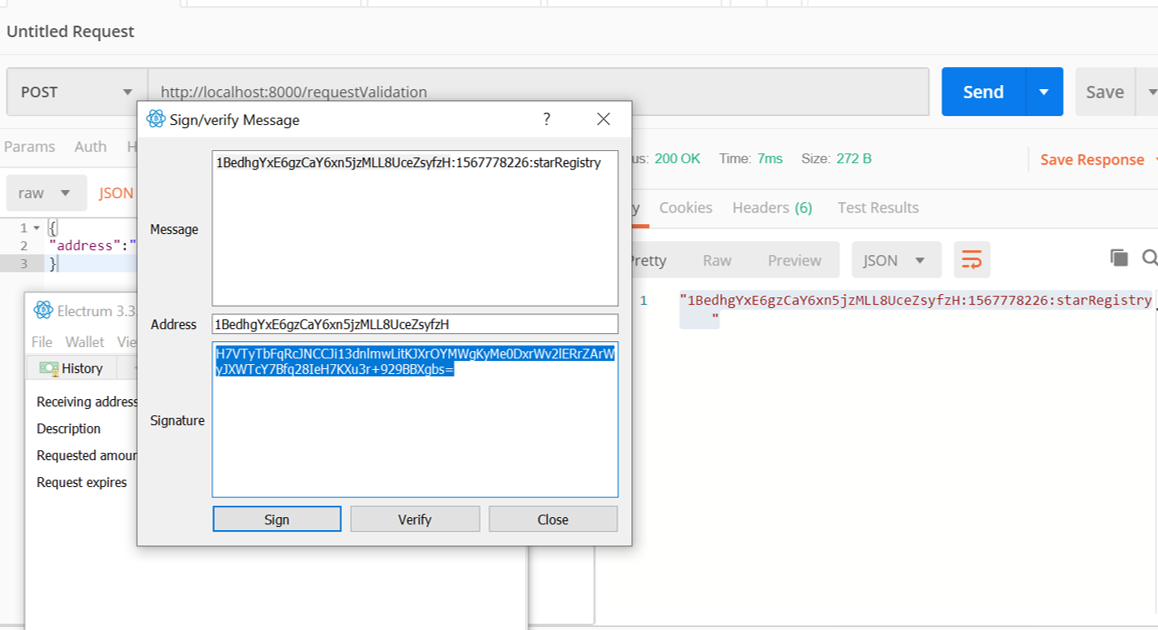 Untitled Request
POST
http://localhost:8000/requestValidation
Send
Save
Params
Auth
H
raw
JSON
1
{
2
"address":"
3
}
Electrum 3.3
File
Wallet
Vie
History
Receiving address
Description
Requested amoun
Request expires
Sign/verify Message
?
Message
1BedhgYxE6gzCaY6xn5jzMLL8UceZsyfzH:1567778226:starRegistry
Address
1BedhgYxE6gzCaY6xn5jzMLL8UceZsyfzH
Signature
H7VTyTbFqRcJNCCJi13dnlmwLitKJXrOYMWgKyMe0DxrWv2lERrZArW
yJXWTcY7Bfq28IeH7KXu3r+929BBXgbs=
Sign
Verify
Close
us: 200 OK
Time: 7ms
Size: 272 B
Save Response
y
Cookies
Headers (6)
Test Results
Pretty
Raw
Preview
JSON
1
"1BedhgYxE6gzCaY6xn5jzMLL8UceZsyfzH:1567778226:starRegistry
"